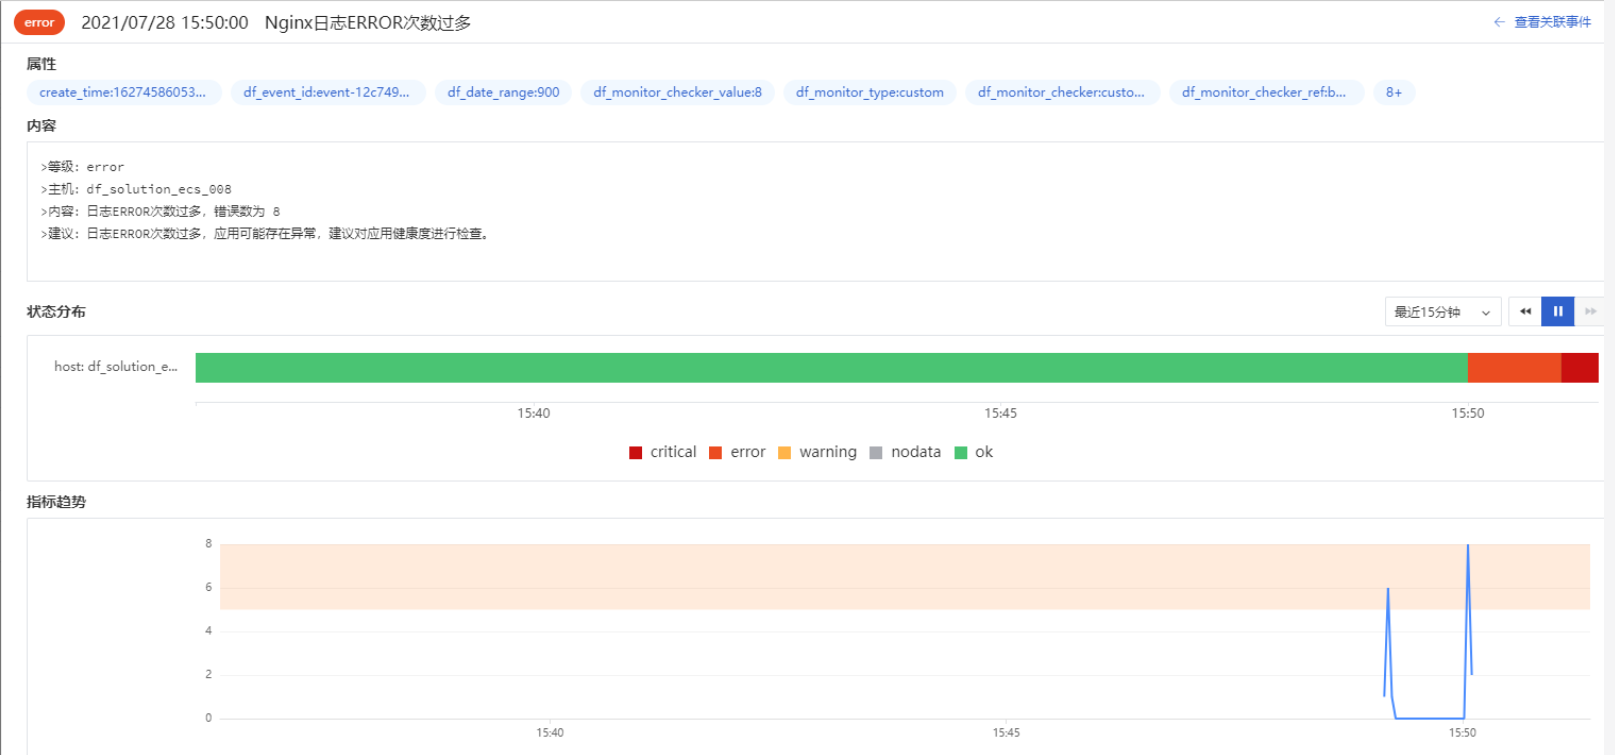 error 2021/07/28 15:50:00 Nginx日志ERROR次数过多 ← 查看关联事件
属性
create_time:16274586053... df_event_id:event-12c749... df_date_range:900 df_monitor_checker_value:8 df_monitor_type:custom df_monitor_checker:custo... df_monitor_checker_ref:b... 8+
内容
>等级: error
>主机: df_solution_ecs_008
>内容: 日志ERROR次数过多, 错误数为 8
>建议: 日志ERROR次数过多, 应用可能存在异常, 建议对应用健康度进行检查。
状态分布 最近15分钟
host: df_solution_e...
15:40 15:45 15:50
critical error warning nodata ok
指标趋势
8
6
4
2
0
15:40 15:45 15:50